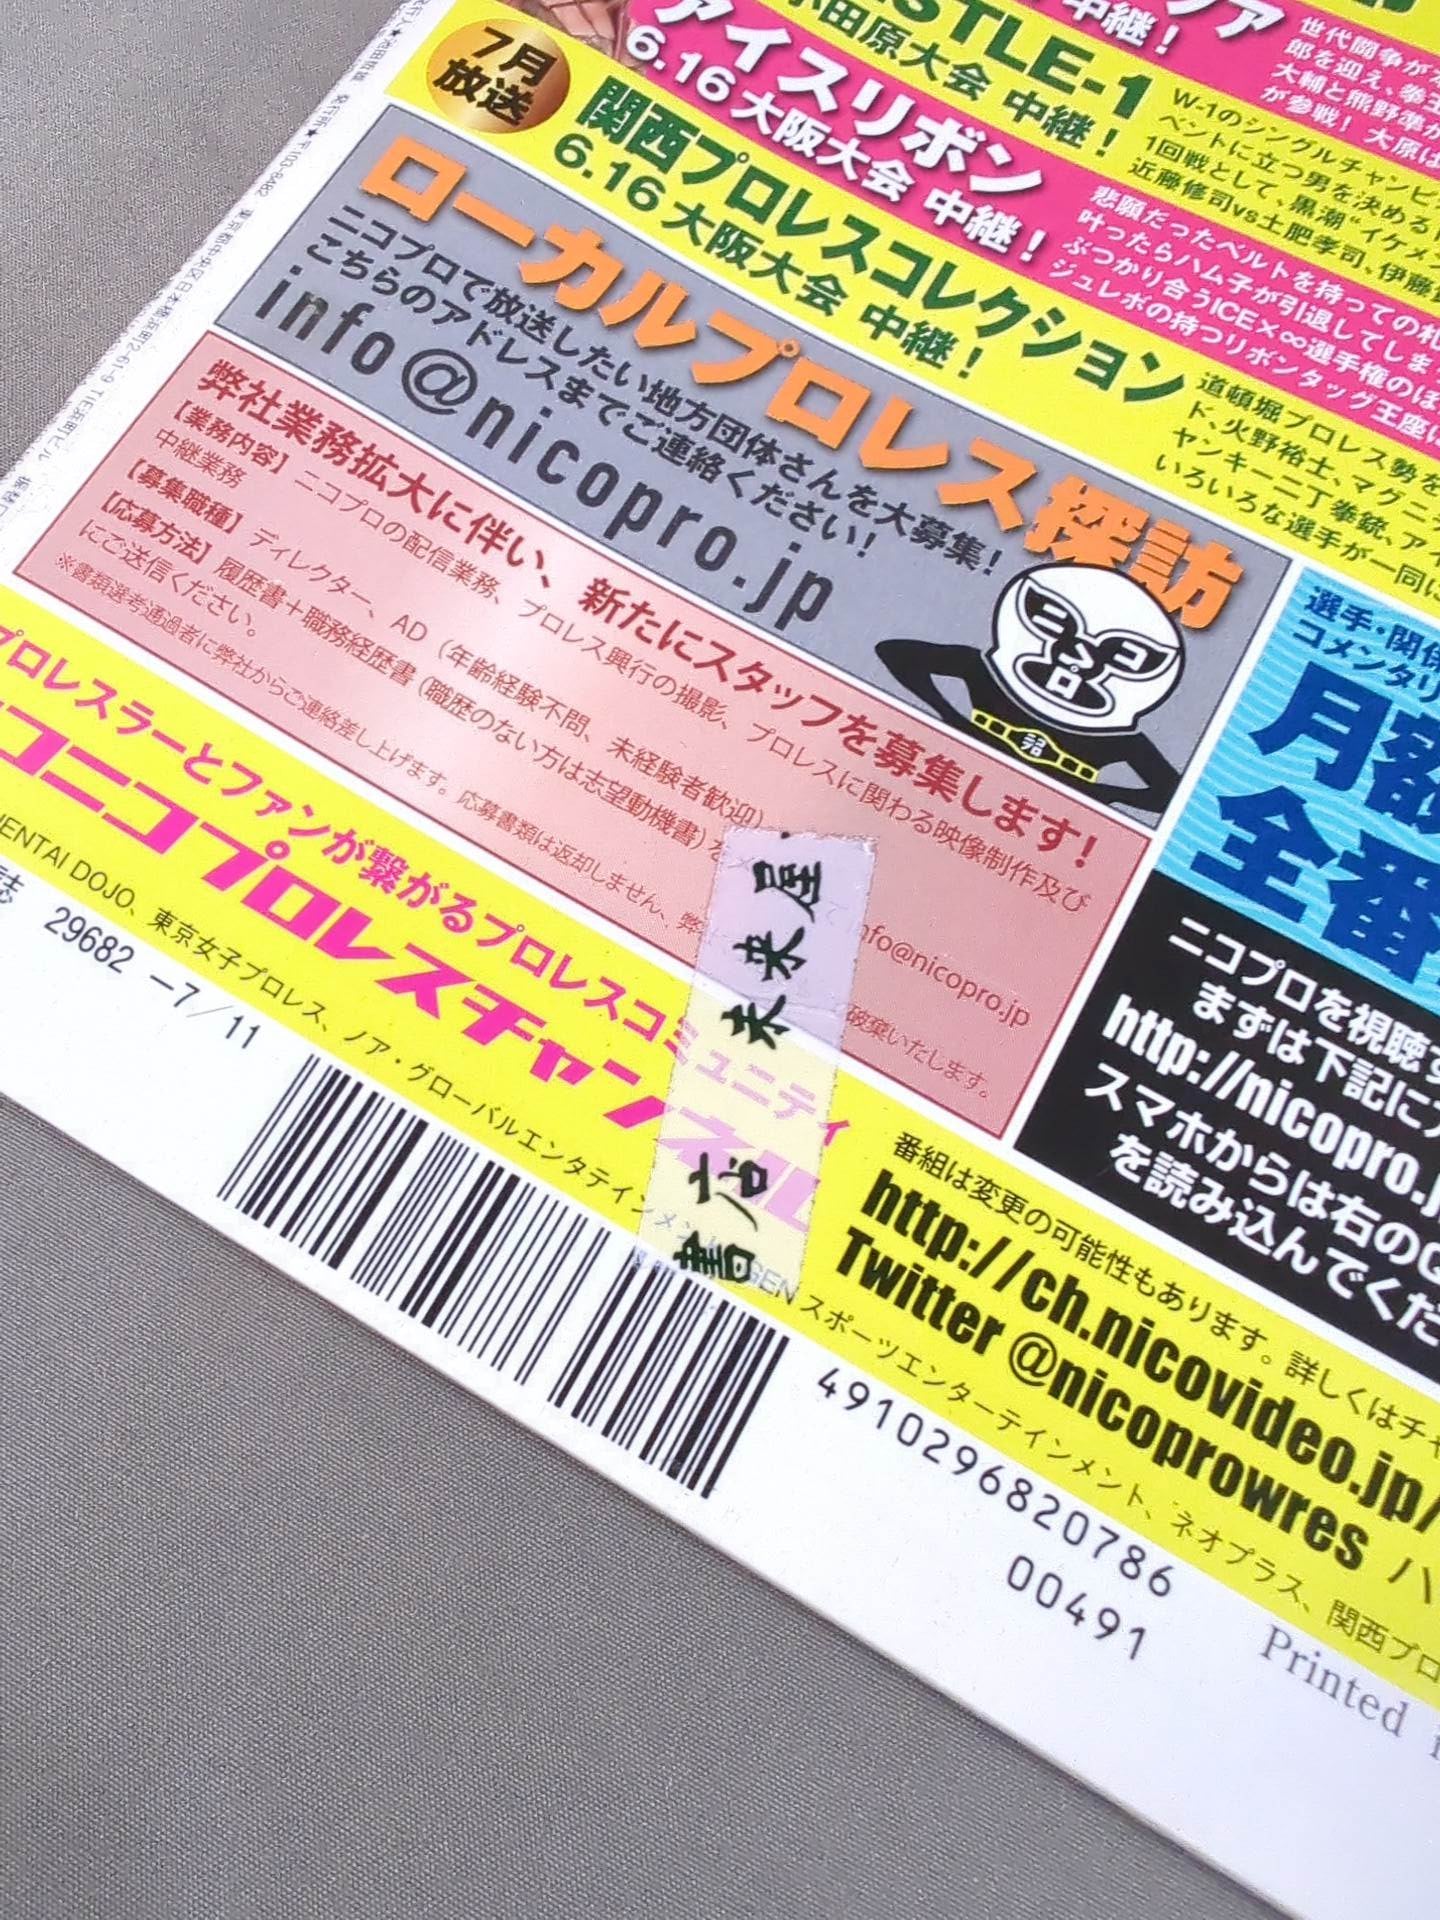 7月
放送
STLE-1
小田原大会 中継！
W-1のシングルチャンピ
ベントに立つ男を決める
1回戦として、黒潮“イケメン
近藤修司vs土肥孝司、伊藤
アイスリボン
6.16大阪大会 中継！
悲願だったベルトを持っての札
叶ったらハム子が引退してしま
ぶつかり合うICE×∞選手権のほ
ジュレボの持つリボンタッグ王座に
関西プロレスコレクション
6.16大阪大会 中継！
道頓堀プロレス勢を
ド、火野裕士、マグニ
ヤンキー二丁拳銃、アイ
いろいろな選手が一同に
ローカルプロレス探訪
ニコプロで放送したい地方団体さんを大募集！
こちらのアドレスまでご連絡ください！
info@nicopro.jp
ニコ
プロ
弊社業務拡大に伴い、新たにスタッフを募集します！
【業務内容】ニコプロの配信業務、プロレス興行の撮影、プロレスに関わる映像制作及び
中継業務
【募集職種】ディレクター、AD（年齢経験不問、未経験者歓迎）
【応募方法】履歴書＋職務経歴書（職歴のない方は志望動機書）を
info@nicopro.jp
にご送信ください。
※書類選考通過者に弊社からご連絡差し上げます。応募書類は返却しません、弊
破棄いたします。
未来屋
書店
選手・関係
コメンタリ
月額
全番
ニコプロを視聴す
まずは下記に
http://nicopro.j
スマホからは右のQ
を読み込んでくだ
プロレスラーとファンが繋がるプロレスコミュニティ
ニコニコプロレスチャンネル
番組は変更の可能性もあります。詳しくはチャ
http://ch.nicovideo.jp/
Twitter @nicoprowres
ENTAI DOJO、東京女子プロレス、ノア・グローバルエンタテインメン
GEN スポーツエンターテインメント、ネオプラス、関西プロ
誌 29682-7/11
4910296820786
00491
Printed